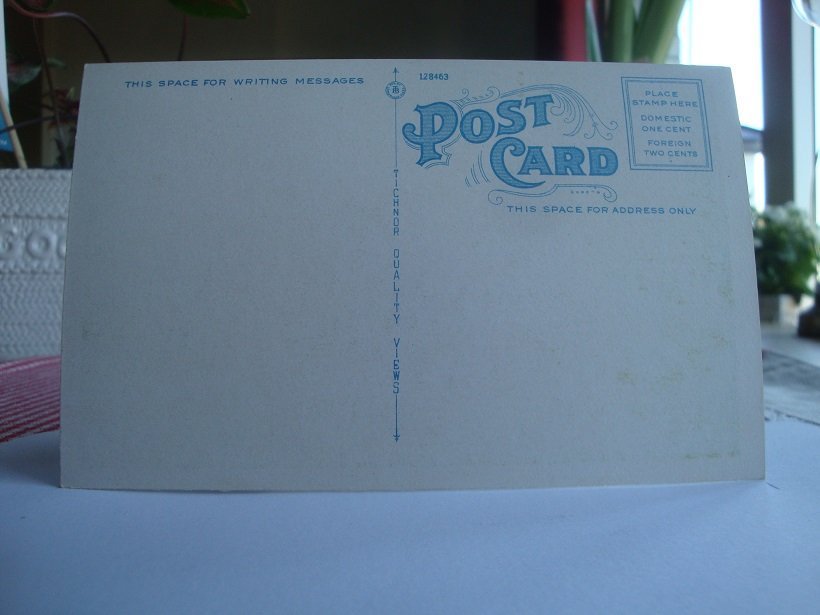 THIS SPACE FOR WRITING MESSAGES
128463
POST
CARD
PLACE
STAMP HERE
DOMESTIC
ONE CENT
FOREIGN
TWO CENTS
THIS SPACE FOR ADDRESS ONLY
TICHNOR QUALITY VIEWS